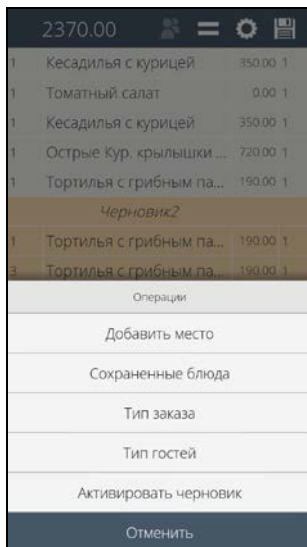 2370.00
1 Кесадилья с курицей 350.00 1
1 Томатный салат 0.00 1
1 Кесадилья с курицей 350.00 1
1 Острые Кур. крылышки ... 720.00 1
1 Тортилья с грибным па... 190.00 1
Черновик2
1 Тортилья с грибным па... 190.00 1
3 Тортилья с грибным па... 190.00 1
Операции
Добавить место
Сохраненные блюда
Тип заказа
Тип гостей
Активировать черновик
Отменить